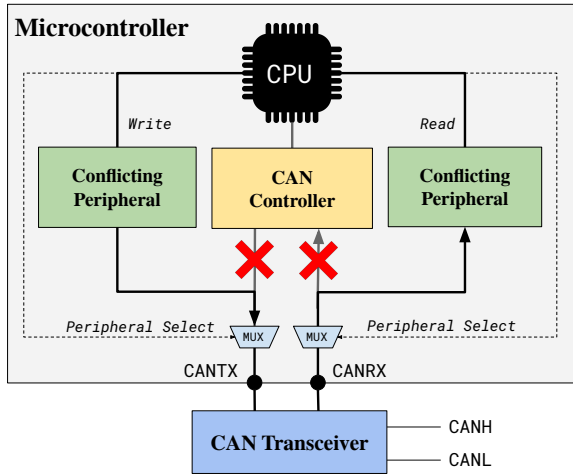 Microcontroller
CPU
Write
Read
Conflicting
Peripheral
CAN
Controller
Conflicting
Peripheral
Peripheral Select
MUX
MUX
Peripheral Select
CANTX
CANRX
CAN Transceiver
CANH
CANL